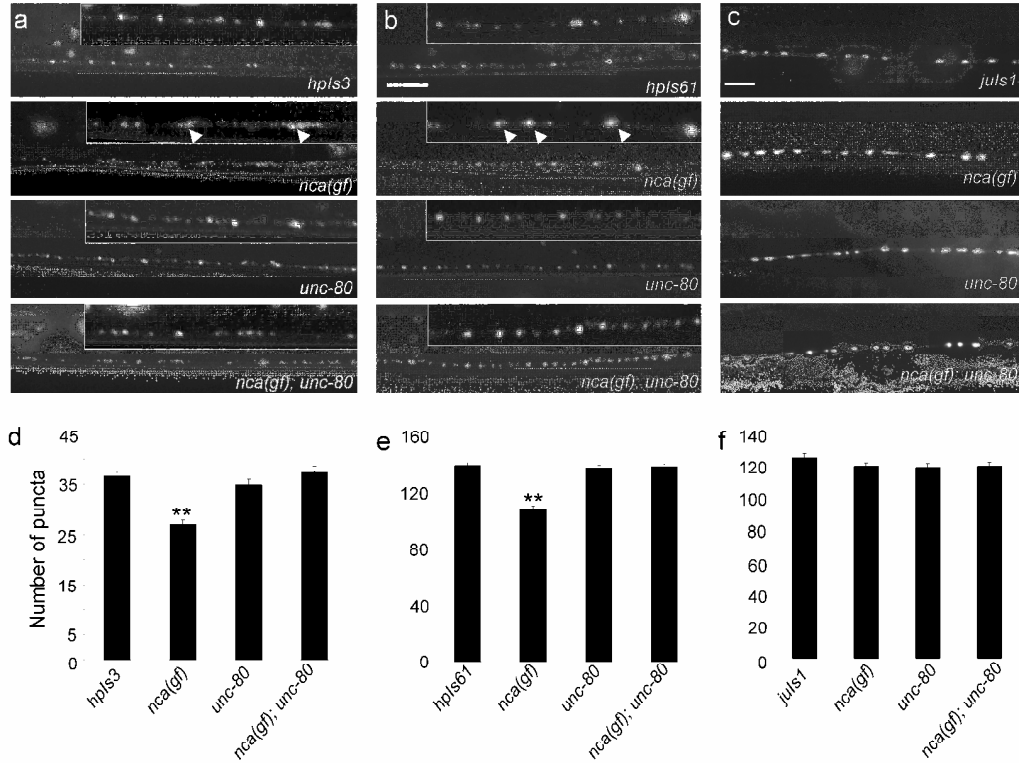 a
b
c
hpIs3
hpIs61
juIs1
nca(gf)
nca(gf)
nca(gf)
unc-80
unc-80
unc-80
nca(gf); unc-80
nca(gf); unc-80
nca(gf); unc-80
d
Number of puncta
45
35
25
15
5
0
**
hpIs3
nca(gf)
unc-80
nca(gf); unc-80
e
160
120
80
40
0
**
hpIs61
nca(gf)
unc-80
nca(gf); unc-80
f
140
120
100
80
60
40
20
0
juIs1
nca(gf)
unc-80
nca(gf); unc-80